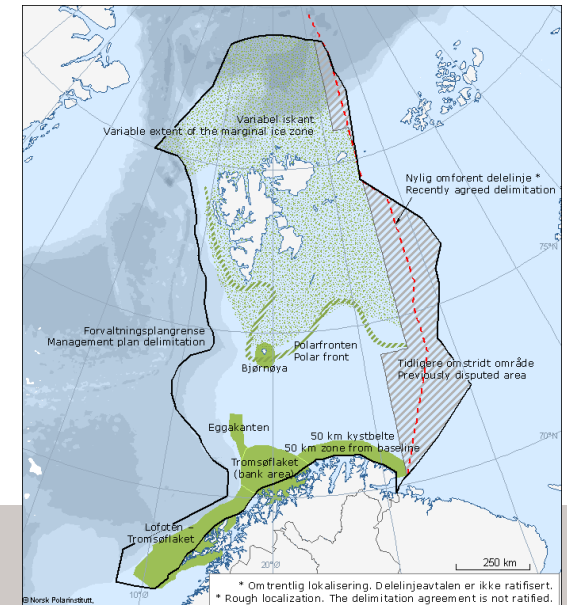 Variabel iskant
Variable extent of the marginal ice zone
Nylig omforent delelinje *
Recently agreed delimitation *
75°N
Forvaltningsplangrense
Management plan delimitation
Polarfronten
Polar front
Bjørnøya
Tidligere omstridt område
Previously disputed area
Eggakanten
50 km kystbelte
50 km zone from baseline
70°N
Tromsøflaket
(bank area)
Lofoten –
Tromsøflaket
250 km
10°0
20°0
* Omtrentlig lokalisering. Delelinjeavtalen er ikke ratifisert.
* Rough localization. The delimitation agreement is not ratified.
© Norsk Polarinstitutt,